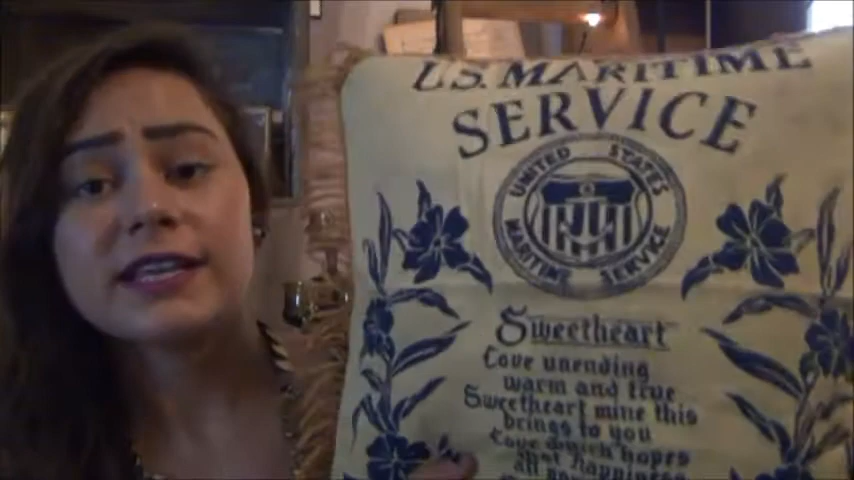 U.S. MARITIME
SERVICE
UNITED STATES
MARITIME SERVICE
Sweetheart
Love unending
warm and true
Sweetheart mine this
brings to you
Love which hopes
that happiness
all